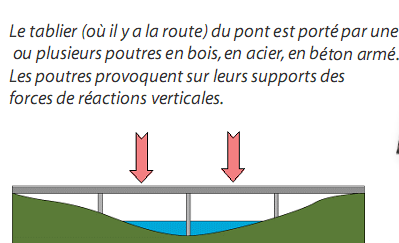 Le tablier (où il y a la route) du pont est porté par une
ou plusieurs poutres en bois, en acier, en béton armé.
Les poutres provoquent sur leurs supports des
forces de réactions verticales.